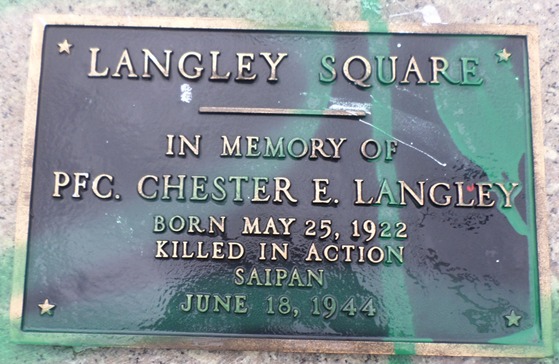 LANGLEY SQUARE
IN MEMORY OF
PFC. CHESTER E. LANGLEY
BORN MAY 25, 1922
KILLED IN ACTION
SAIPAN
JUNE 18, 1944